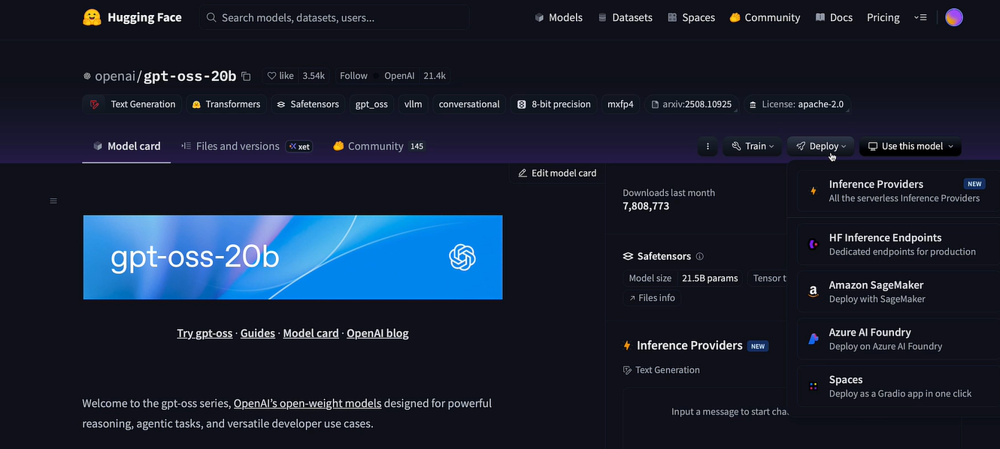 Hugging Face Search models, datasets, users... Models Datasets Spaces Community Docs Pricing
openai/gpt-oss-20b like 3.54k Follow OpenAI 21.4k
Text Generation Transformers Safetensors gpt_oss vllm conversational 8-bit precision mxfp4 arxiv:2508.10925 License: apache-2.0
Model card Files and versions xet Community 145 Train Deploy Use this model
Edit model card
Inference Providers NEW
All the serverless Inference Providers
HF Inference Endpoints
Dedicated endpoints for production
Amazon SageMaker
Deploy with SageMaker
Azure AI Foundry
Deploy on Azure AI Foundry
Spaces
Deploy as a Gradio app in one click
Downloads last month
7,808,773
Safetensors
Model size 21.5B params Tensor t
Files info
Inference Providers NEW
Text Generation
Input a message to start cha
gpt-oss-20b
Try gpt-oss · Guides · Model card · OpenAI blog
Welcome to the gpt-oss series, OpenAI's open-weight models designed for powerful
reasoning, agentic tasks, and versatile developer use cases.